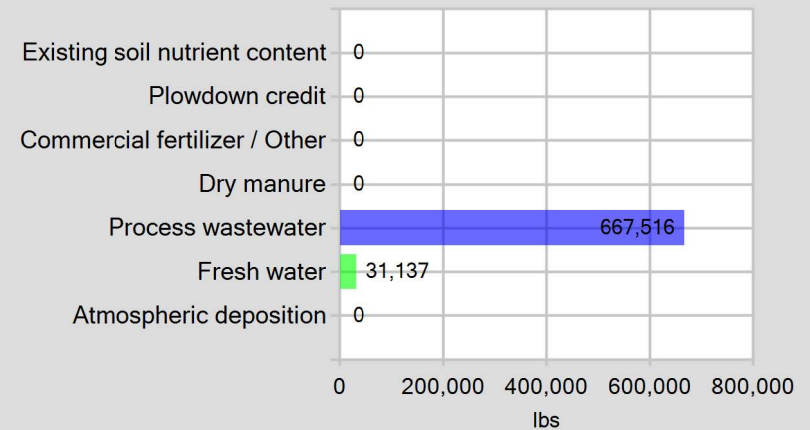 Existing soil nutrient content 0
Plowdown credit 0
Commercial fertilizer / Other 0
Dry manure 0
Process wastewater 667,516
Fresh water 31,137
Atmospheric deposition 0
0 200,000 400,000 600,000 800,000
lbs